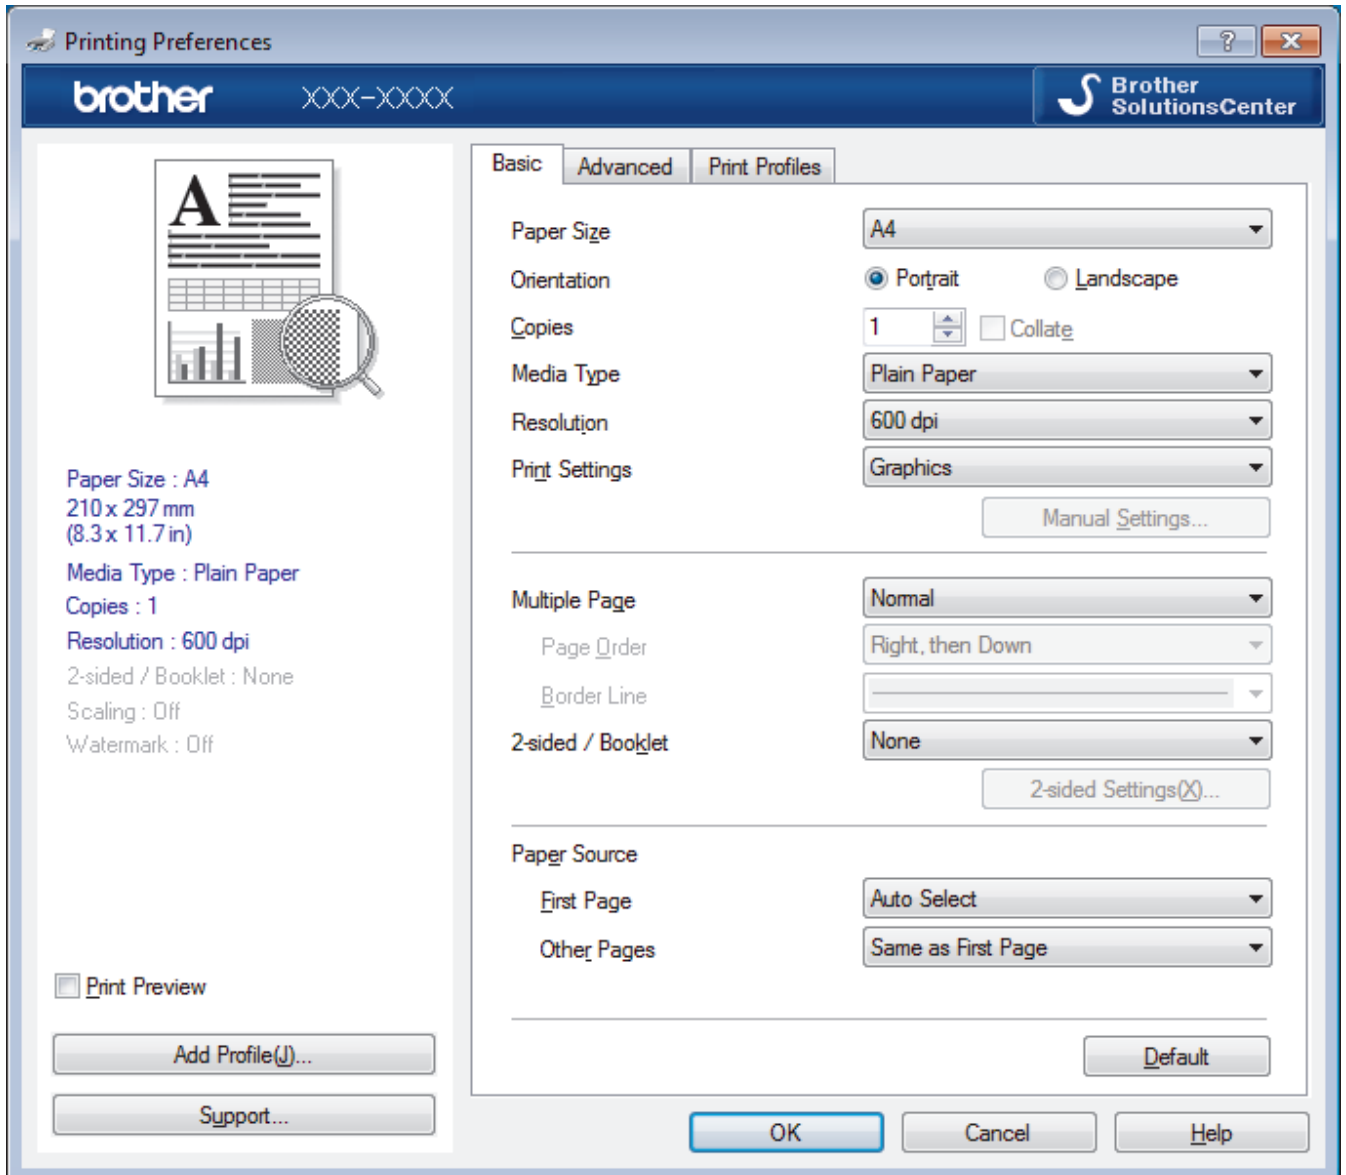 Printing Preferences
brother XXX-XXXX Brother
SolutionsCenter
A
Paper Size : A4
210 x 297 mm
(8.3 x 11.7 in)
Media Type : Plain Paper
Copies : 1
Resolution : 600 dpi
2-sided / Booklet : None
Scaling : Off
Watermark : Off
Print Preview
Add Profile(J)...
Support...
Basic Advanced Print Profiles
Paper Size A4
Orientation Portrait Landscape
Copies 1 Collate
Media Type Plain Paper
Resolution 600 dpi
Print Settings Graphics
Manual Settings...
Multiple Page Normal
Page Order Right, then Down
Border Line
2-sided / Booklet None
2-sided Settings(X)...
Paper Source
First Page Auto Select
Other Pages Same as First Page
Default
OK Cancel Help